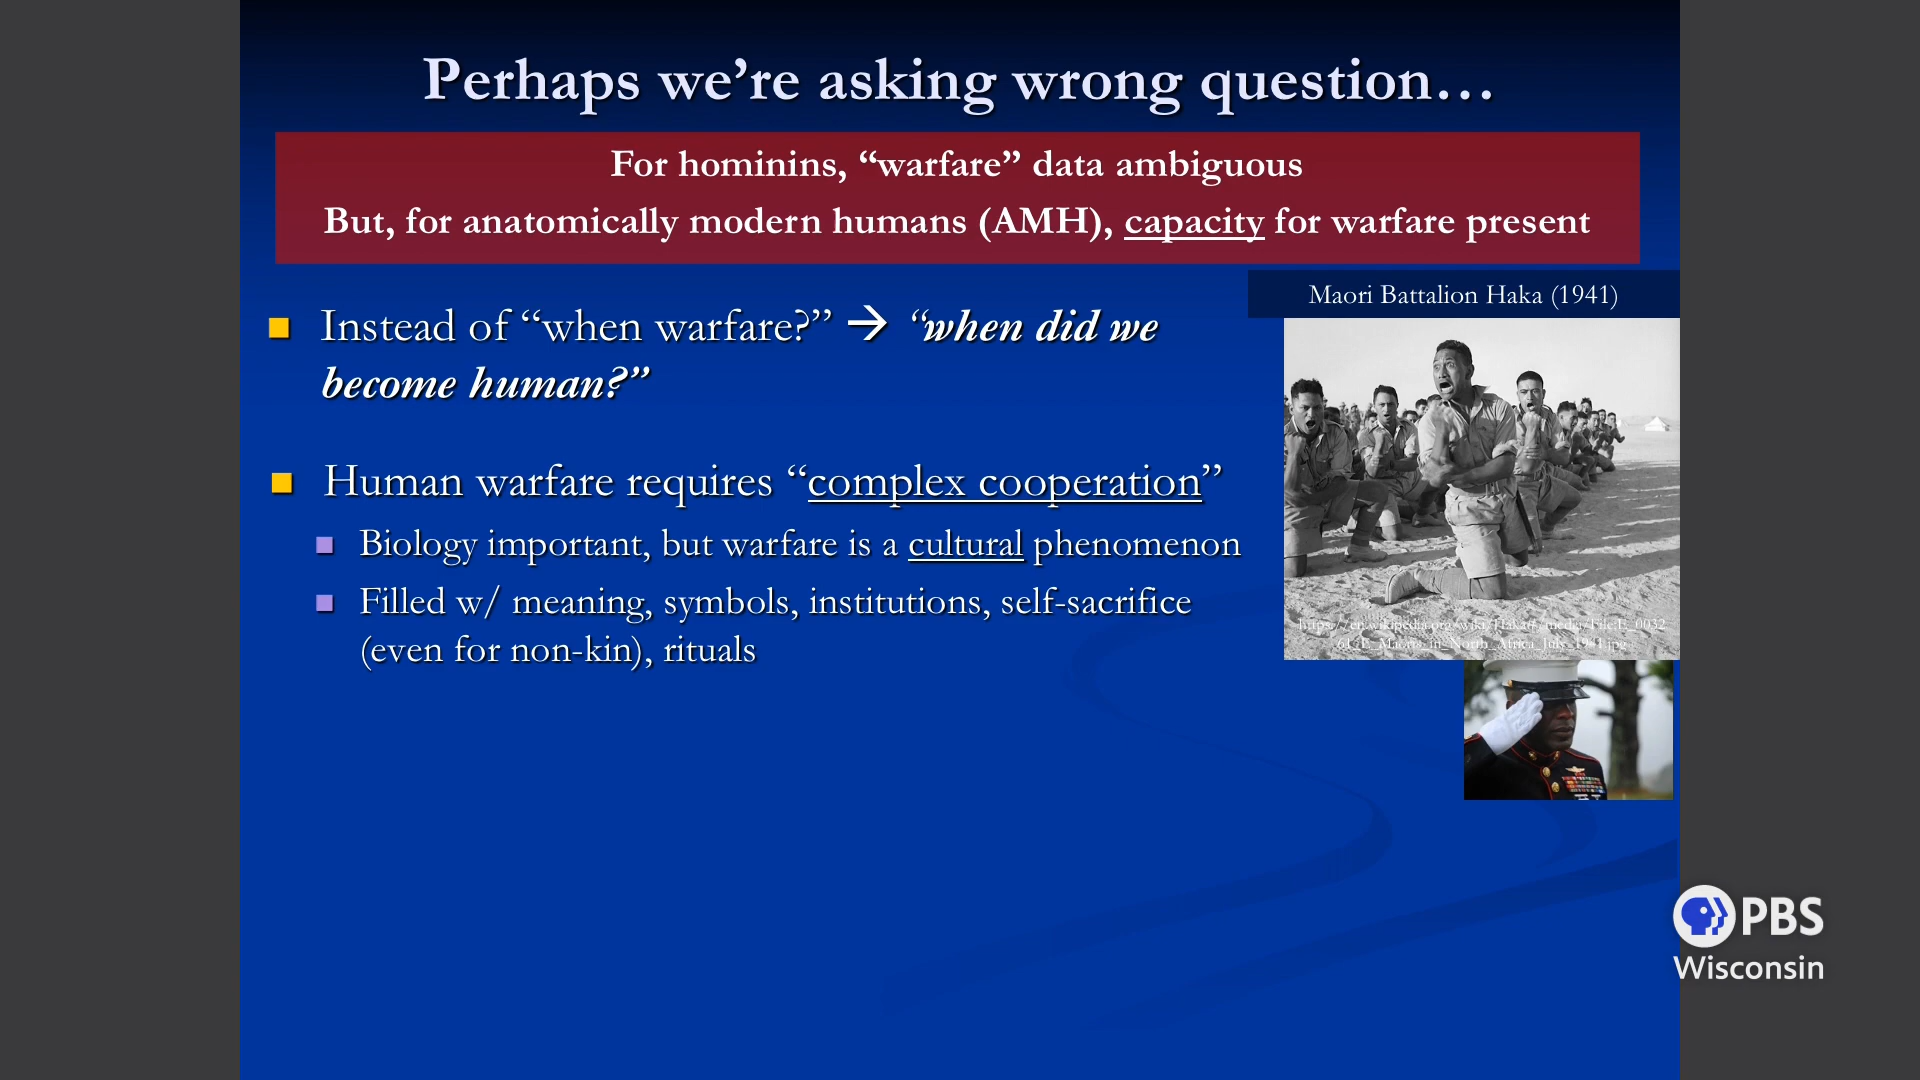 Perhaps we’re asking wrong question…
For hominins, “warfare” data ambiguous
But, for anatomically modern humans (AMH), capacity for warfare present
Maori Battalion Haka (1941)
Instead of “when warfare?” → “when did we
become human?”
Human warfare requires “complex cooperation”
Biology important, but warfare is a cultural phenomenon
Filled w/ meaning, symbols, institutions, self-sacrifice
(even for non-kin), rituals
PBS
Wisconsin